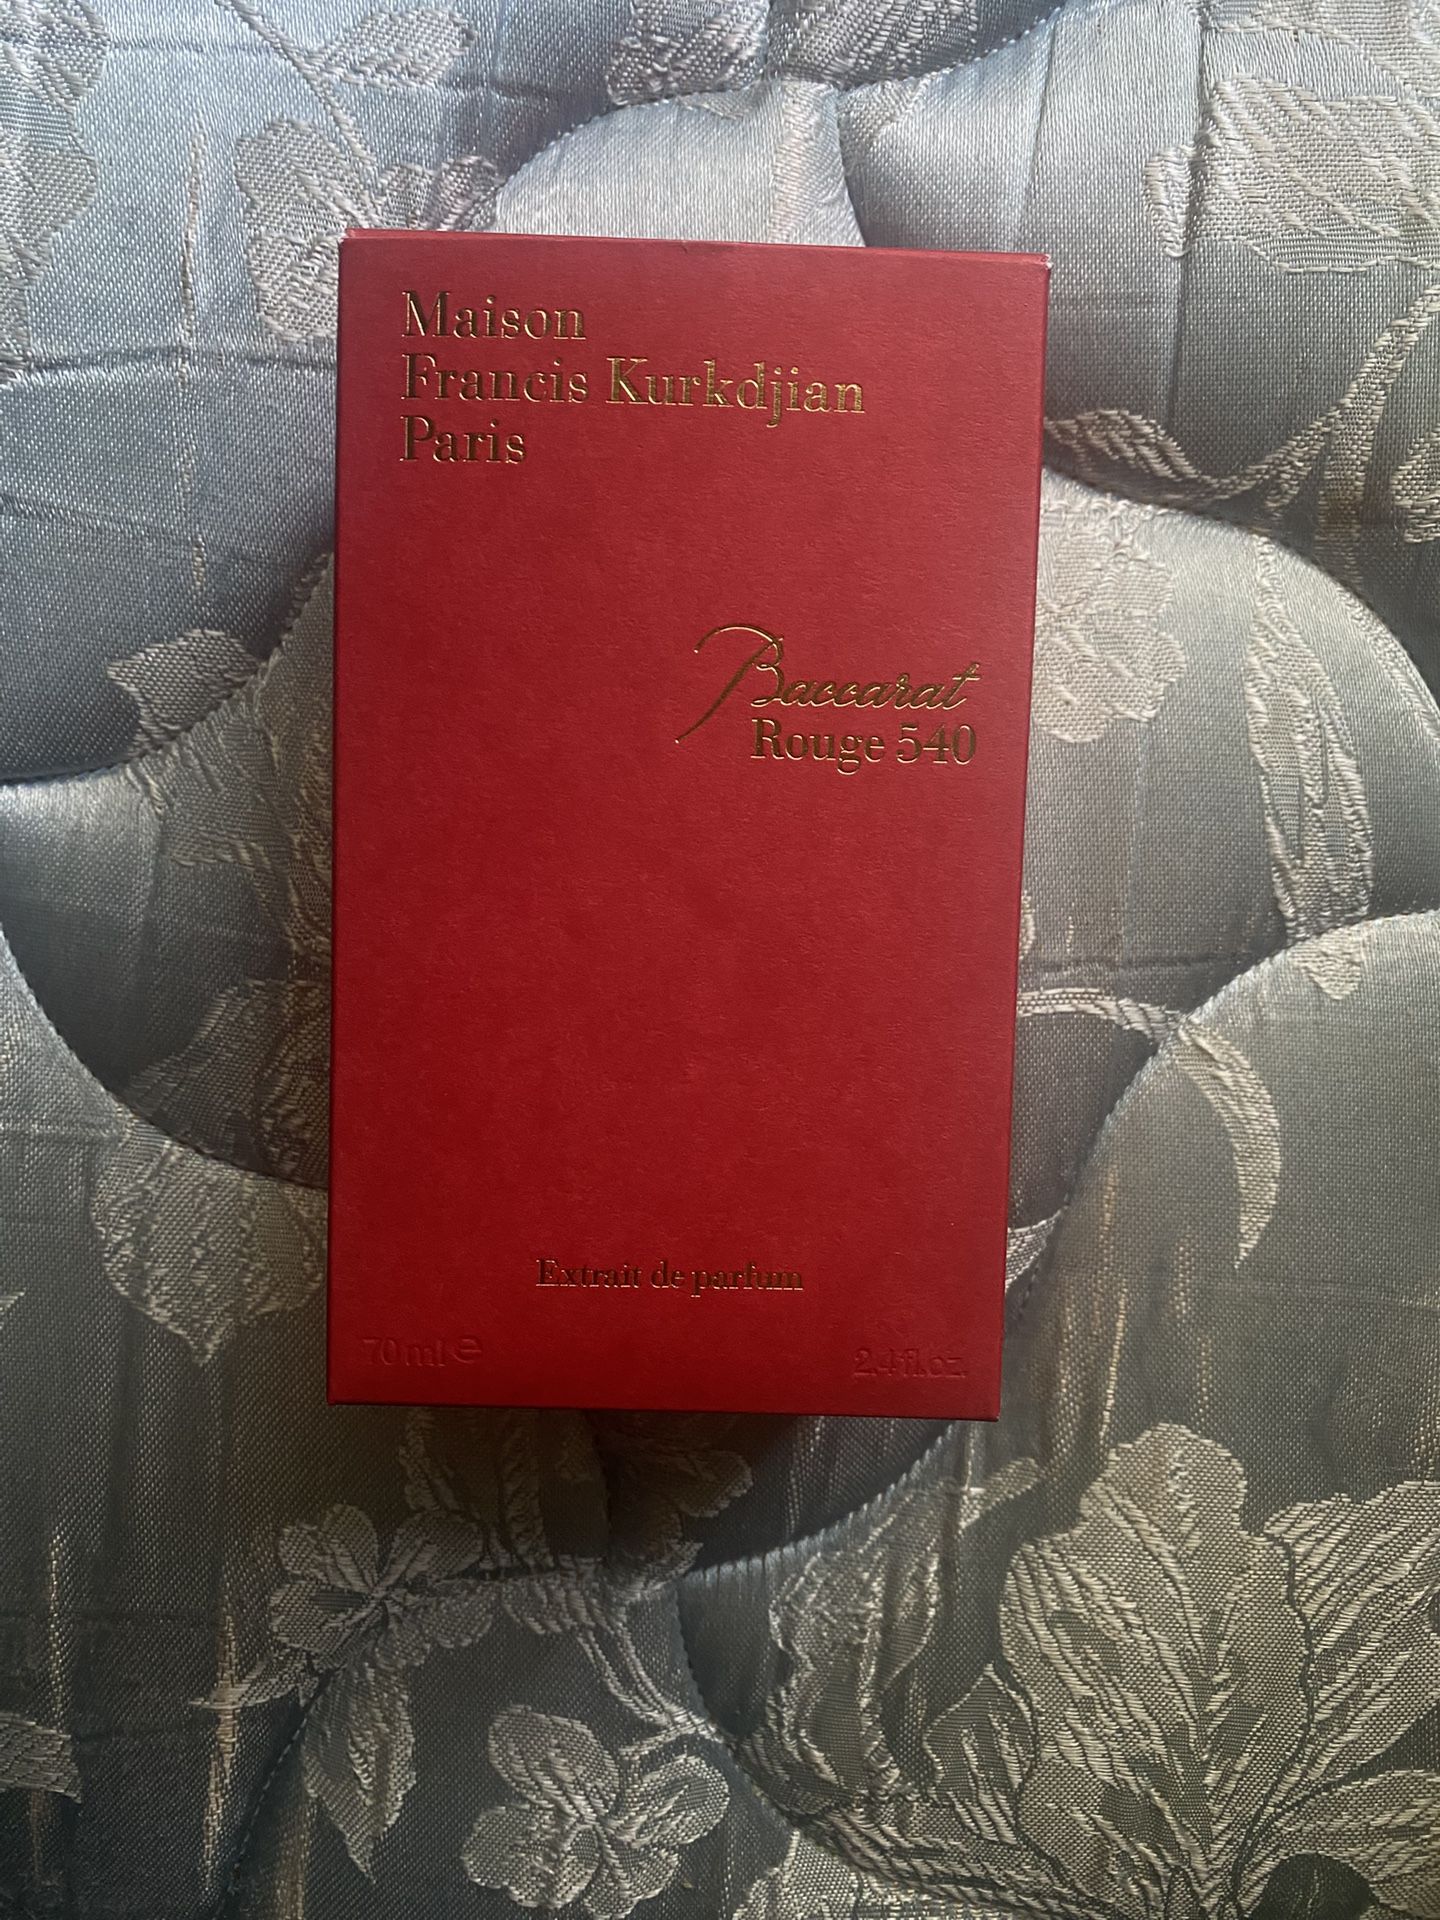 Maison
Francis Kurkdjian
Paris
Baccarat
Rouge 540
Extrait de parfum
70 ml ℮ 2.4 fl.oz.